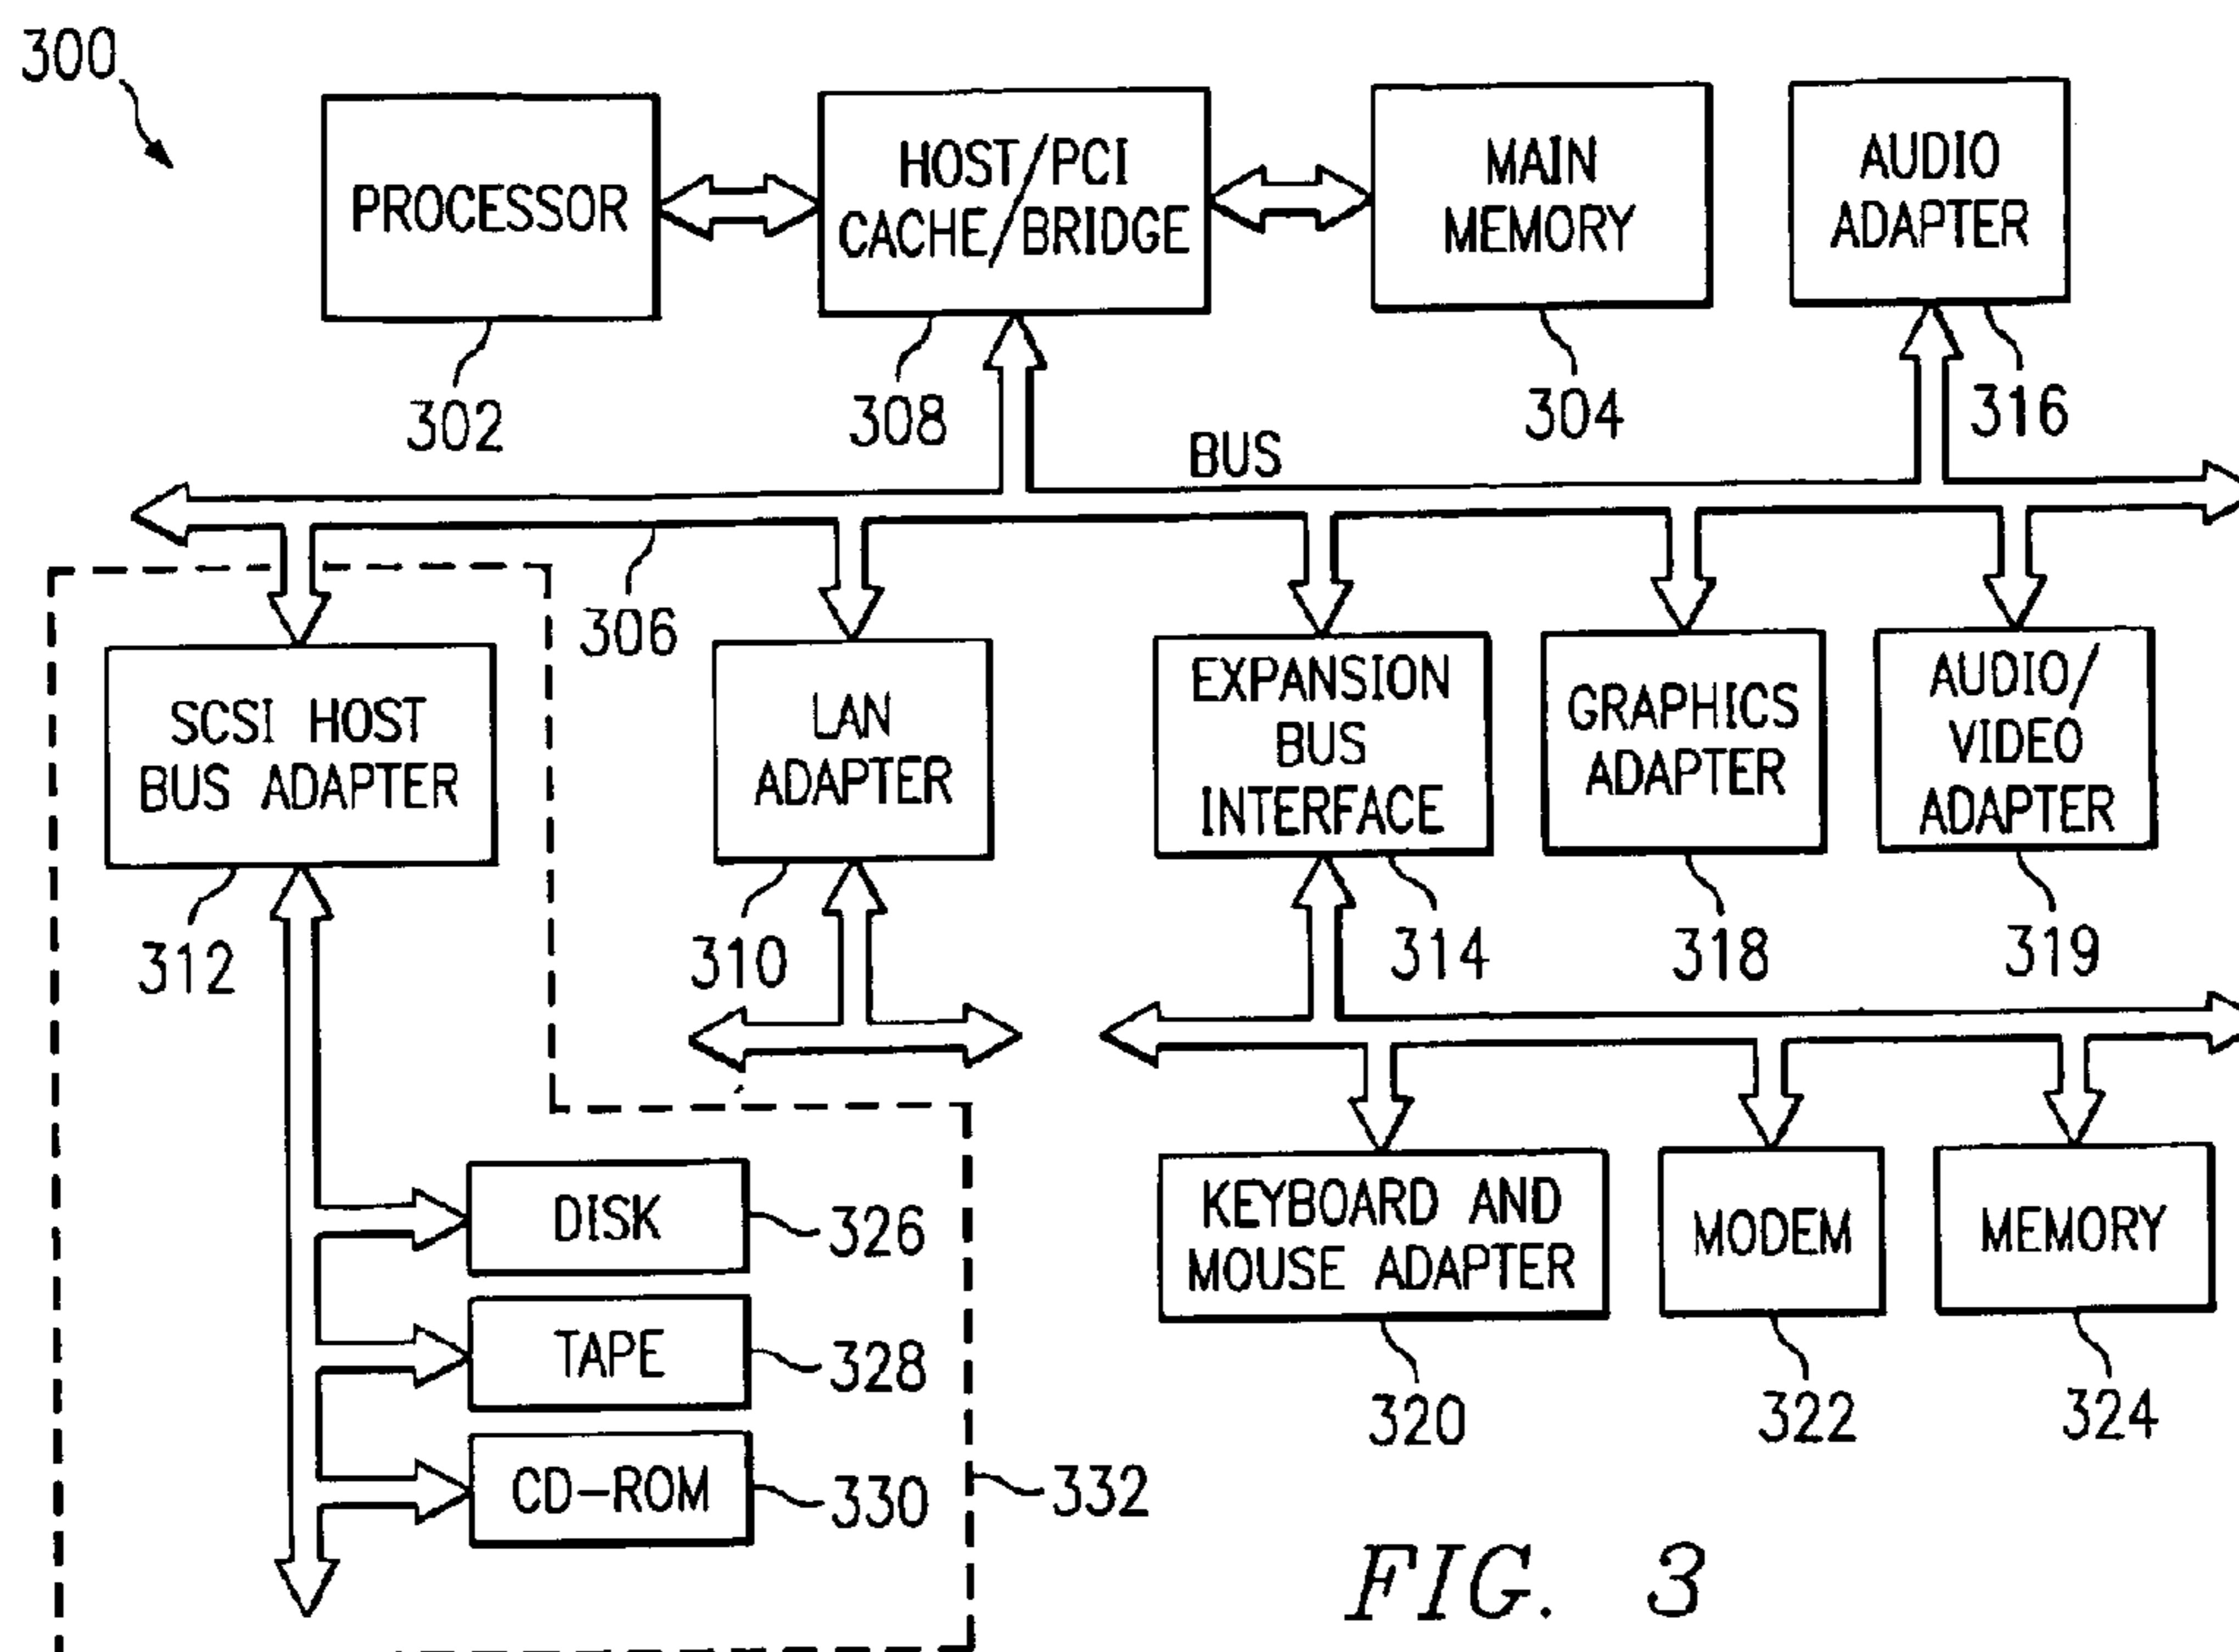 300
PROCESSOR
HOST/PCI
CACHE/BRIDGE
MAIN
MEMORY
AUDIO
ADAPTER
302
308
304
316
BUS
306
SCSI HOST
BUS ADAPTER
LAN
ADAPTER
EXPANSION
BUS
INTERFACE
GRAPHICS
ADAPTER
AUDIO/
VIDEO
ADAPTER
312
310
314
318
319
DISK
326
TAPE
328
CD-ROM
330
332
KEYBOARD AND
MOUSE ADAPTER
MODEM
MEMORY
320
322
324
FIG. 3